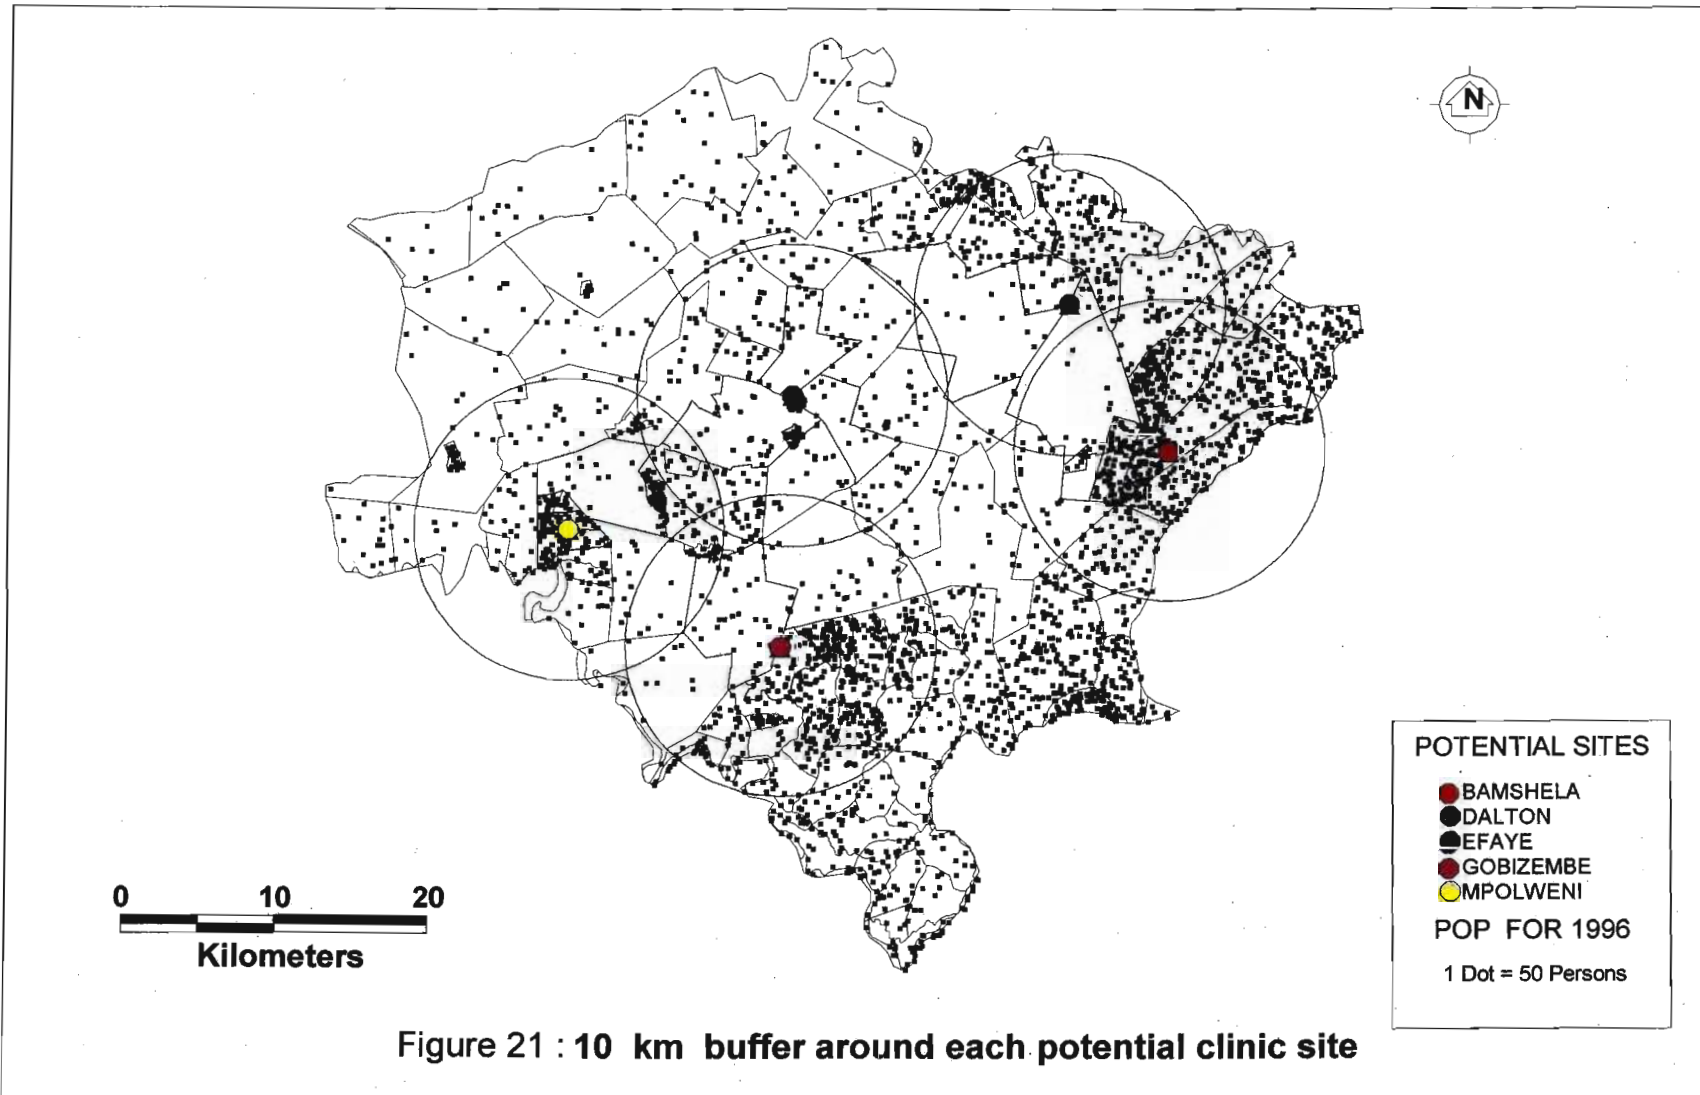 N
POTENTIAL SITES
BAMSHELA
DALTON
EFAYE
GOBIZEMBE
MPOLWENI
POP FOR 1996
1 Dot = 50 Persons
0 10 20
Kilometers
Figure 21 : 10 km buffer around each potential clinic site